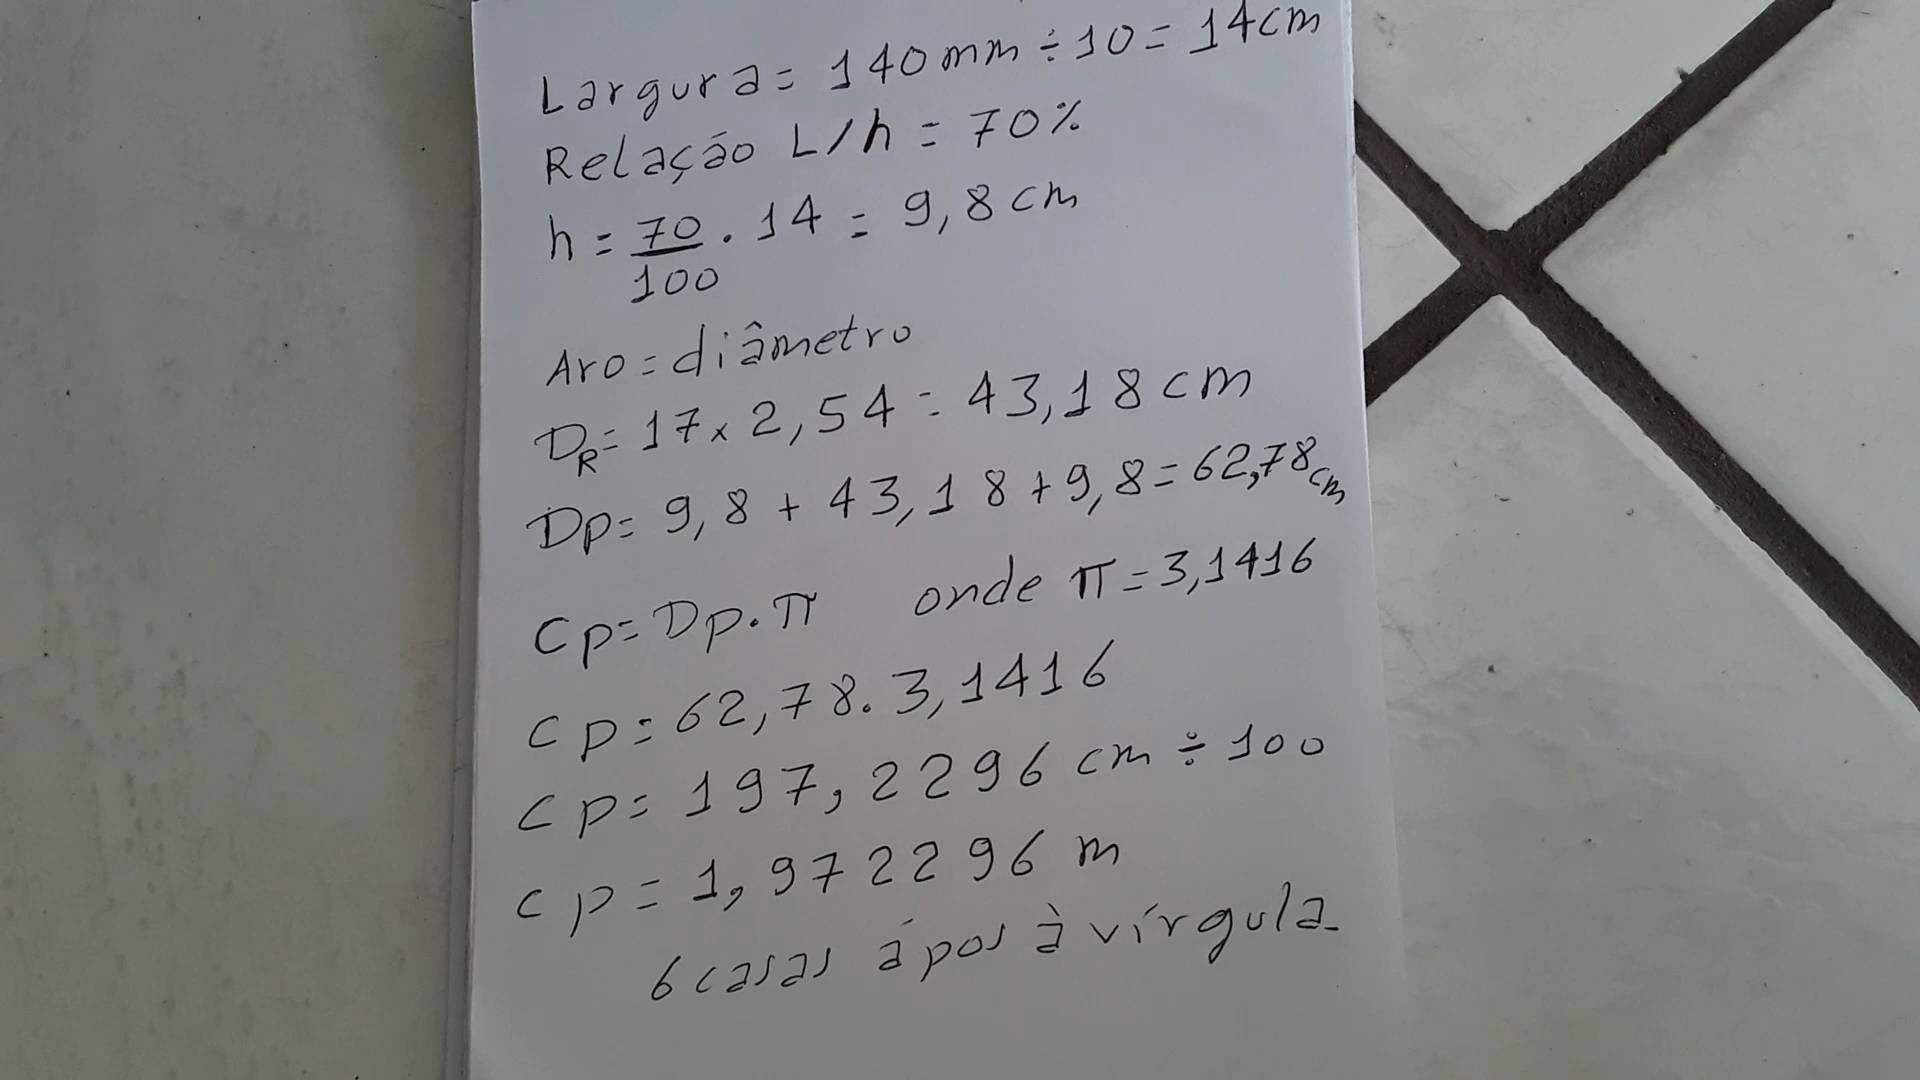 Largura = 140 mm ÷ 10 = 14 cm
Relação L/h = 70%
h = 70/100 . 14 = 9,8 cm
Aro = diâmetro
DR = 17 x 2,54 = 43,18 cm
Dp = 9,8 + 43,18 + 9,8 = 62,78 cm
Cp = Dp . π onde π = 3,1416
Cp = 62,78 . 3,1416
Cp = 197,2296 cm ÷ 100
Cp = 1,972296 m
6 casas ápos à vírgula